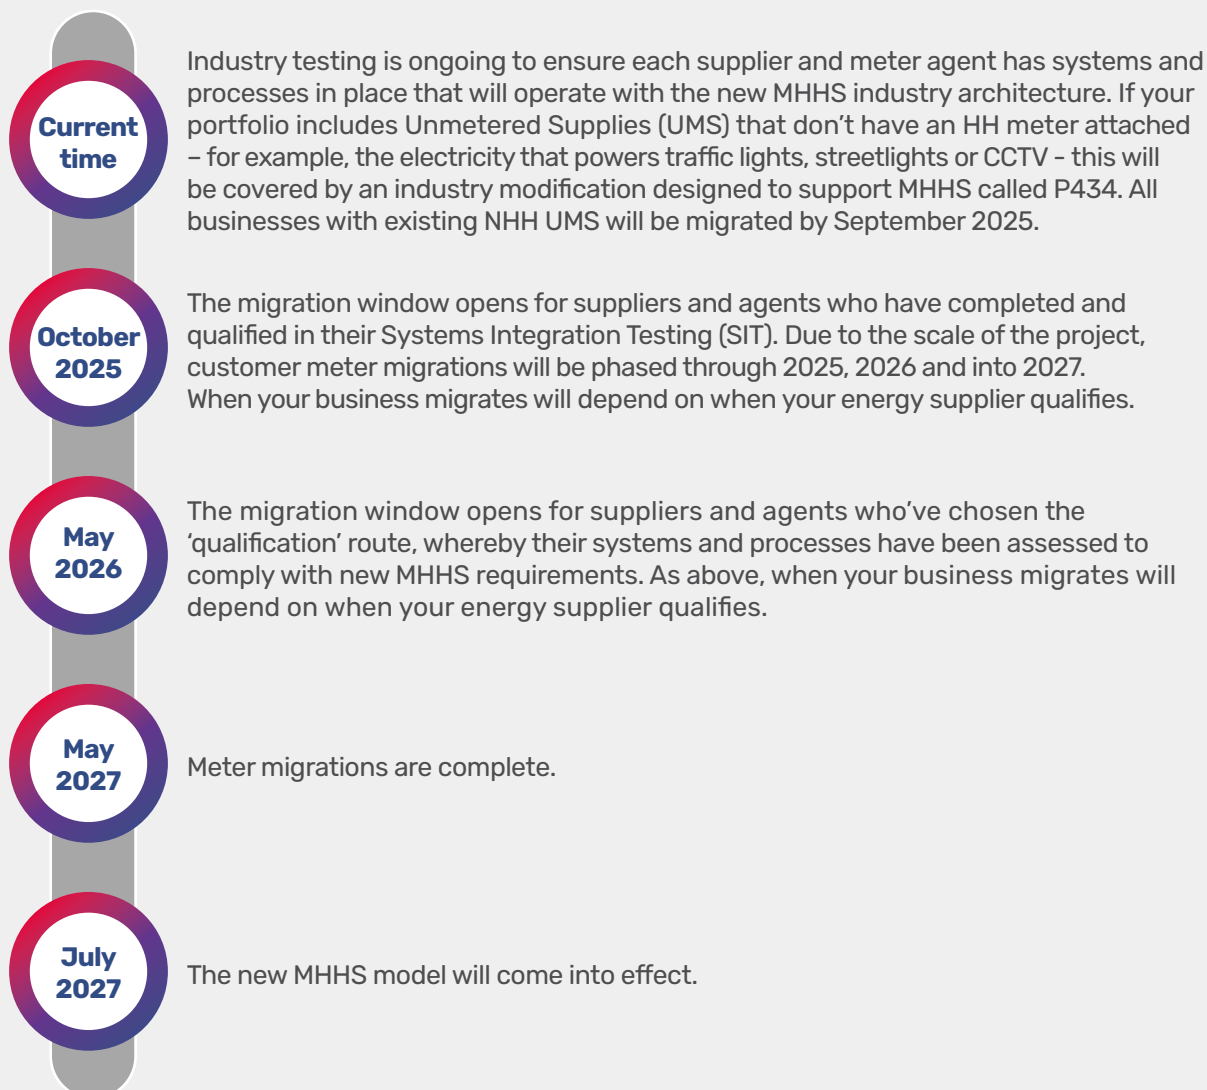 Current
time
Industry testing is ongoing to ensure each supplier and meter agent has systems and
processes in place that will operate with the new MHHS industry architecture. If your
portfolio includes Unmetered Supplies (UMS) that don’t have an HH meter attached
– for example, the electricity that powers traffic lights, streetlights or CCTV - this will
be covered by an industry modification designed to support MHHS called P434. All
businesses with existing NHH UMS will be migrated by September 2025.
October
2025
The migration window opens for suppliers and agents who have completed and
qualified in their Systems Integration Testing (SIT). Due to the scale of the project,
customer meter migrations will be phased through 2025, 2026 and into 2027.
When your business migrates will depend on when your energy supplier qualifies.
May
2026
The migration window opens for suppliers and agents who’ve chosen the
‘qualification’ route, whereby their systems and processes have been assessed to
comply with new MHHS requirements. As above, when your business migrates will
depend on when your energy supplier qualifies.
May
2027
Meter migrations are complete.
July
2027
The new MHHS model will come into effect.